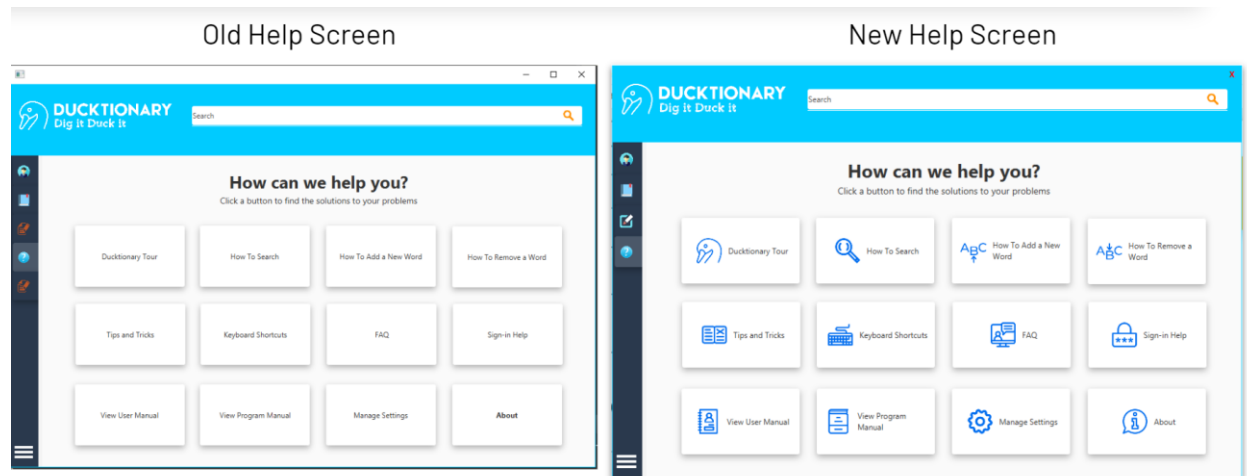 Old Help Screen
New Help Screen
DUCKTIONARY
Dig it Duck it
Search
How can we help you?
Click a button to find the solutions to your problems
Ducktionary Tour
How To Search
How To Add a New Word
How To Remove a Word
Tips and Tricks
Keyboard Shortcuts
FAQ
Sign-in Help
View User Manual
View Program Manual
Manage Settings
About
X
DUCKTIONARY
Dig it Duck it
Search
How can we help you?
Click a button to find the solutions to your problems
Ducktionary Tour
How To Search
ABC
How To Add a New
Word
ABC
How To Remove a
Word
Tips and Tricks
Keyboard Shortcuts
FAQ
Sign-in Help
View User Manual
View Program
Manual
Manage Settings
About